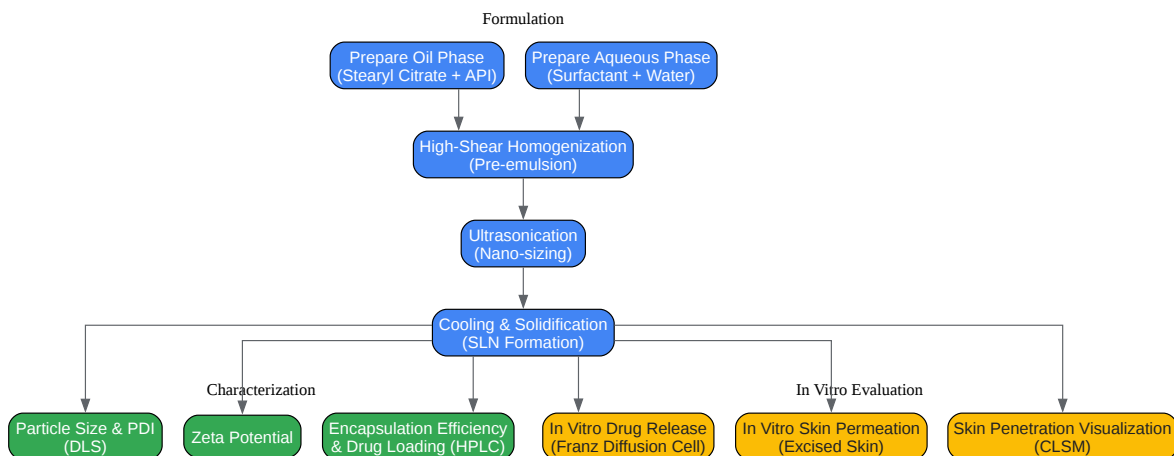 Formulation
Prepare Oil Phase
(Stearyl Citrate + API)
Prepare Aqueous Phase
(Surfactant + Water)
High-Shear Homogenization
(Pre-emulsion)
Ultrasonication
(Nano-sizing)
Cooling & Solidification
(SLN Formation)
Characterization
In Vitro Evaluation
Particle Size & PDI
(DLS)
Zeta Potential
Encapsulation Efficiency
& Drug Loading (HPLC)
In Vitro Drug Release
(Franz Diffusion Cell)
In Vitro Skin Permeation
(Excised Skin)
Skin Penetration Visualization
(CLSM)